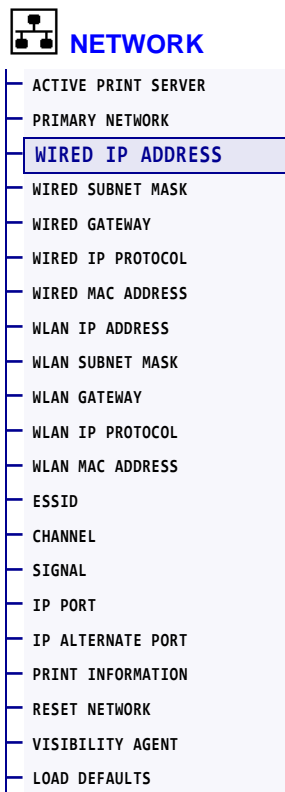 NETWORK
ACTIVE PRINT SERVER
PRIMARY NETWORK
WIRED IP ADDRESS
WIRED SUBNET MASK
WIRED GATEWAY
WIRED IP PROTOCOL
WIRED MAC ADDRESS
WLAN IP ADDRESS
WLAN SUBNET MASK
WLAN GATEWAY
WLAN IP PROTOCOL
WLAN MAC ADDRESS
ESSID
CHANNEL
SIGNAL
IP PORT
IP ALTERNATE PORT
PRINT INFORMATION
RESET NETWORK
VISIBILITY AGENT
LOAD DEFAULTS